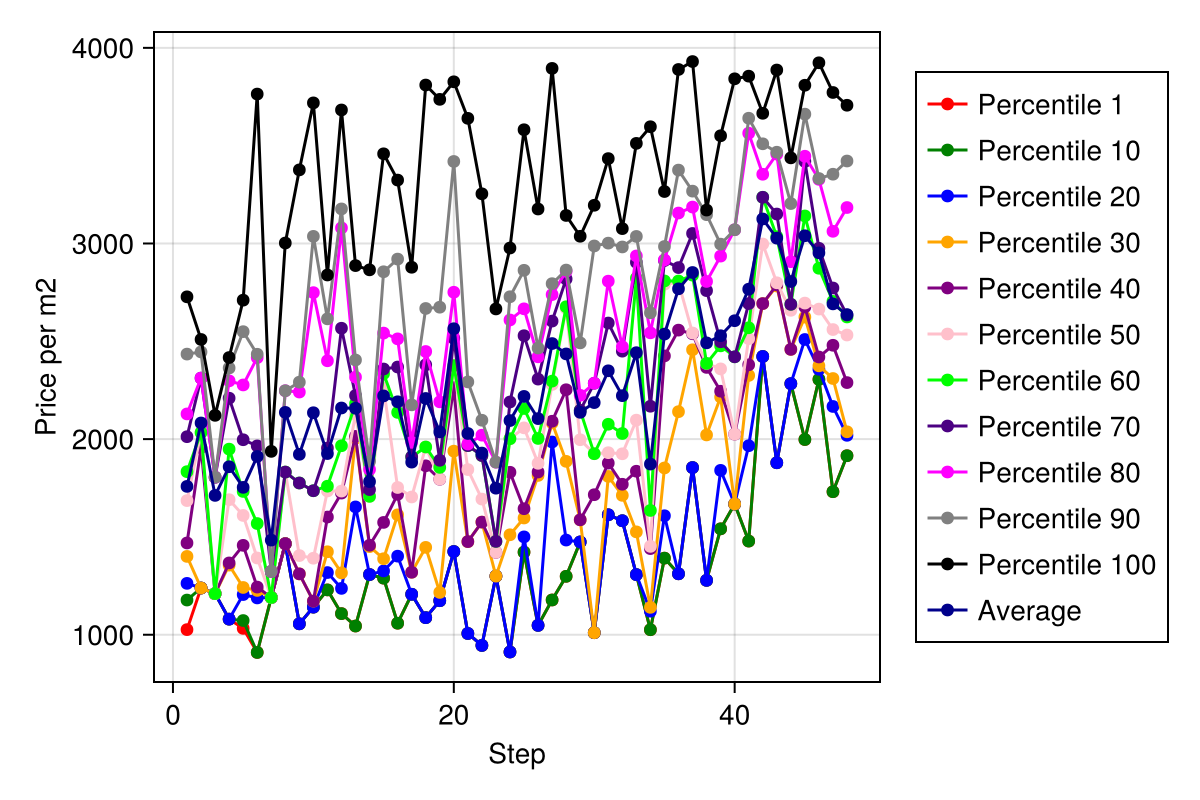 4000
3000
2000
1000
Price per m2
0
20
40
Step
Percentile 1
Percentile 10
Percentile 20
Percentile 30
Percentile 40
Percentile 50
Percentile 60
Percentile 70
Percentile 80
Percentile 90
Percentile 100
Average